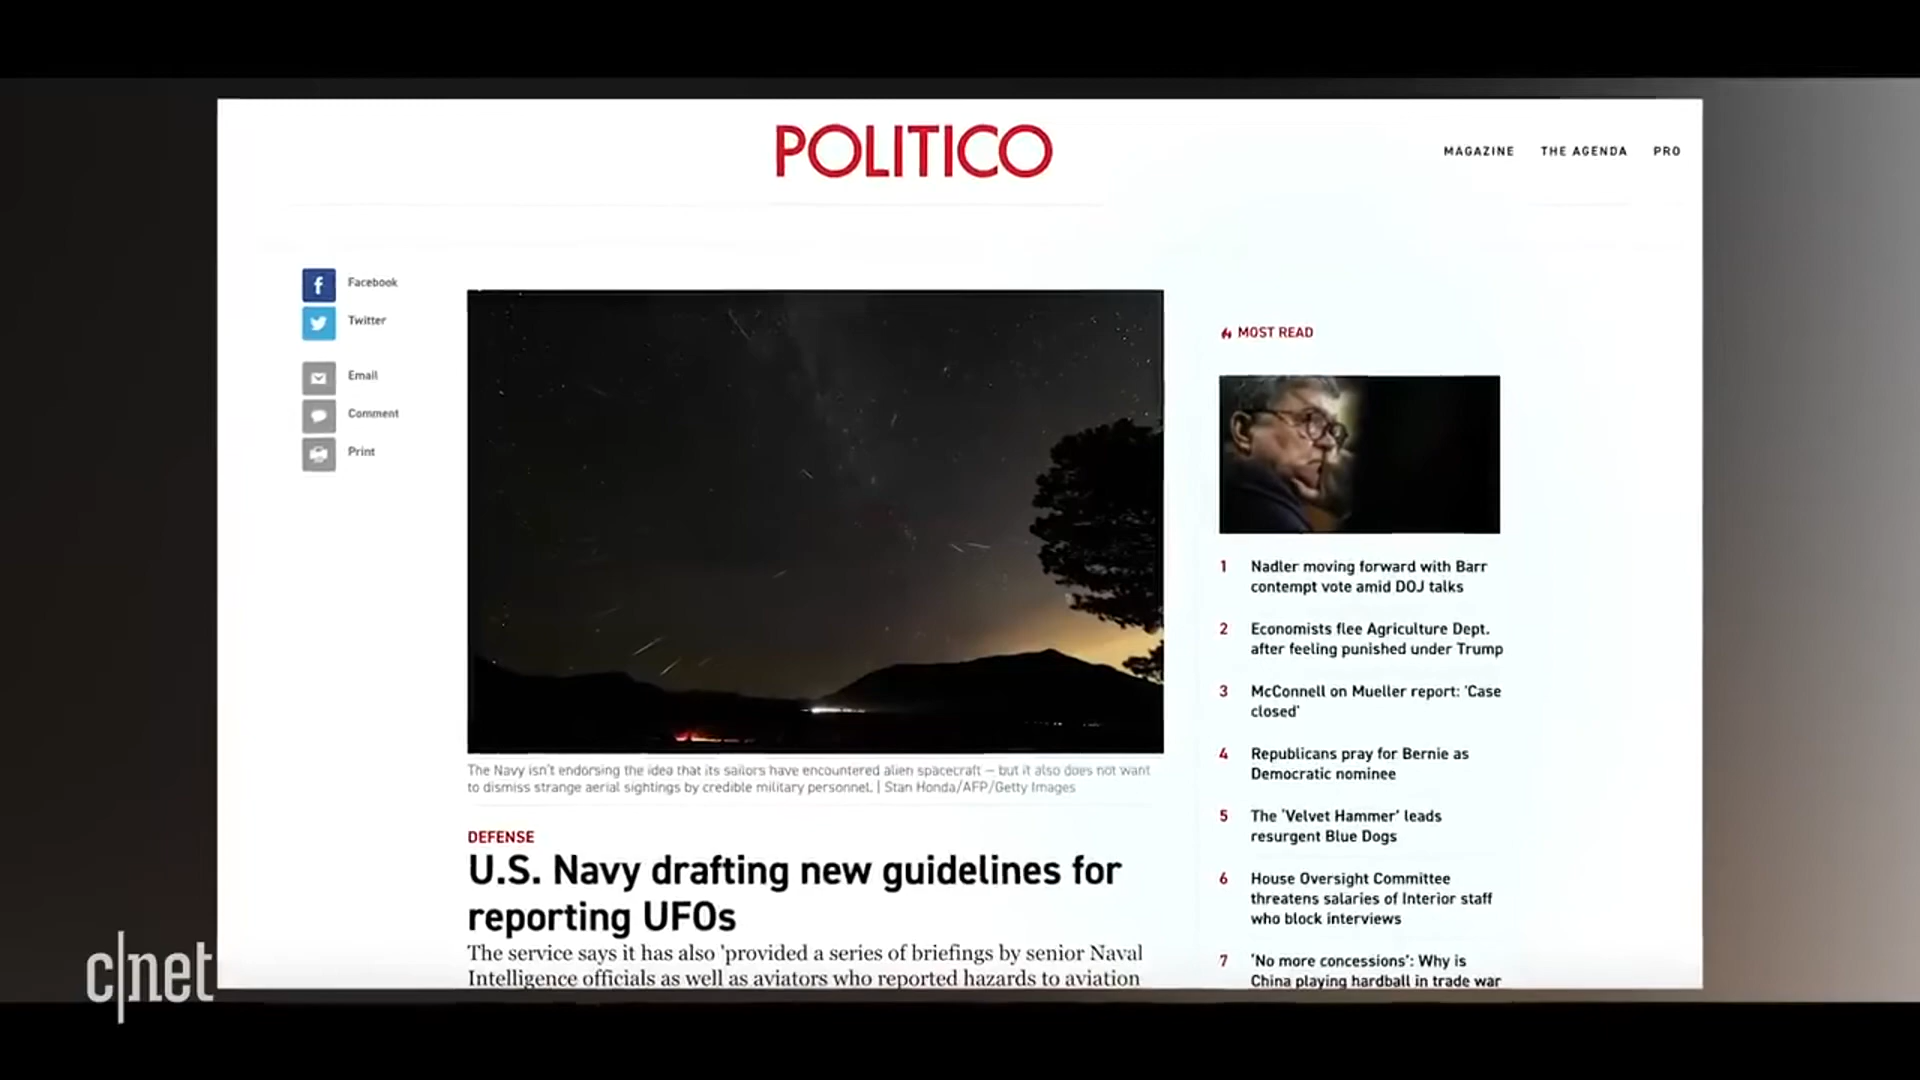 POLITICO
MAGAZINE THE AGENDA PRO
f Facebook
Twitter
Email
Comment
Print
The Navy isn't endorsing the idea that its sailors have encountered alien spacecraft — but it also does not want
to dismiss strange aerial sightings by credible military personnel. | Stan Honda/AFP/Getty Images
DEFENSE
U.S. Navy drafting new guidelines for
reporting UFOs
The service says it has also 'provided a series of briefings by senior Naval
Intelligence officials as well as aviators who reported hazards to aviation
MOST READ
1 Nadler moving forward with Barr
contempt vote amid DOJ talks
2 Economists flee Agriculture Dept.
after feeling punished under Trump
3 McConnell on Mueller report: 'Case
closed'
4 Republicans pray for Bernie as
Democratic nominee
5 The 'Velvet Hammer' leads
resurgent Blue Dogs
6 House Oversight Committee
threatens salaries of Interior staff
who block interviews
7 'No more concessions': Why is
China playing hardball in trade war
c|net